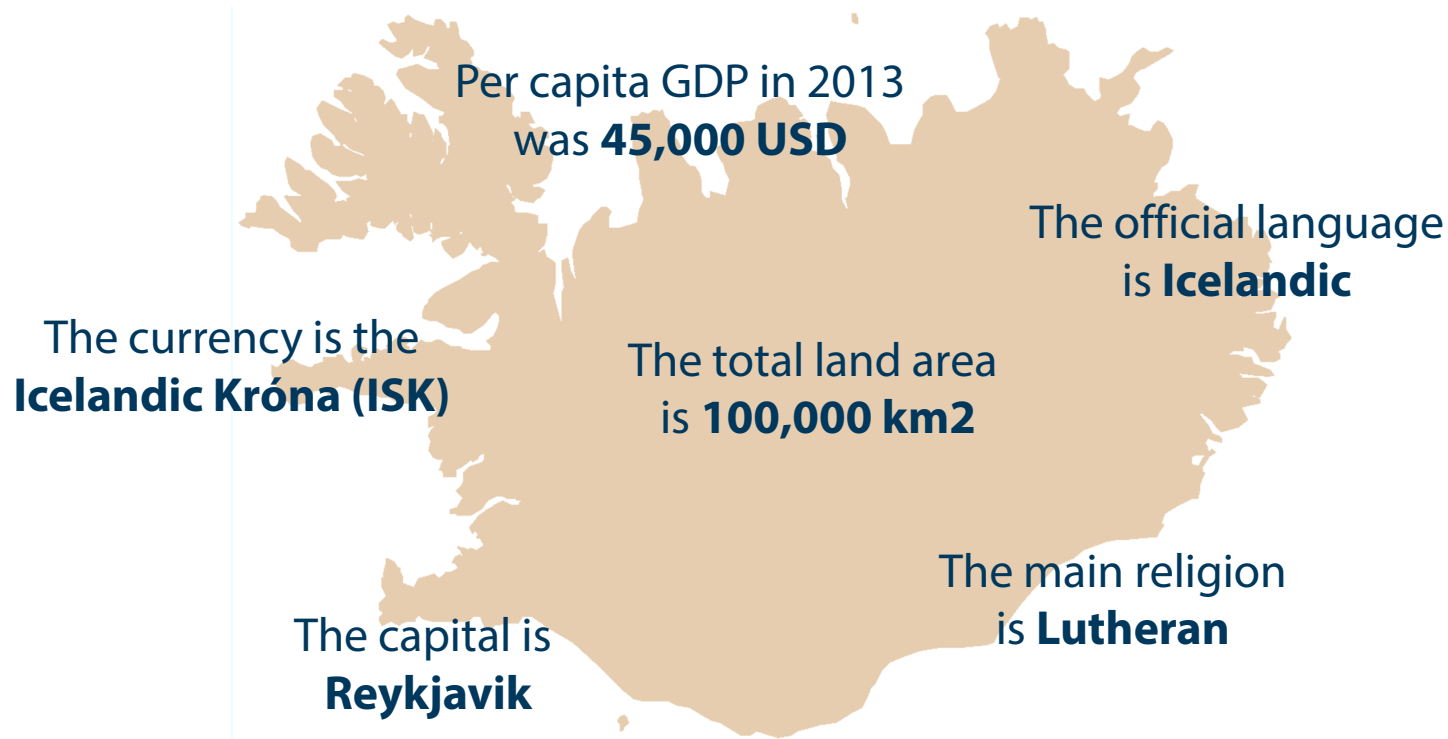 Per capita GDP in 2013
was 45,000 USD
The official language
is Icelandic
The currency is the
Icelandic Króna (ISK)
The total land area
is 100,000 km2
The main religion
is Lutheran
The capital is
Reykjavik